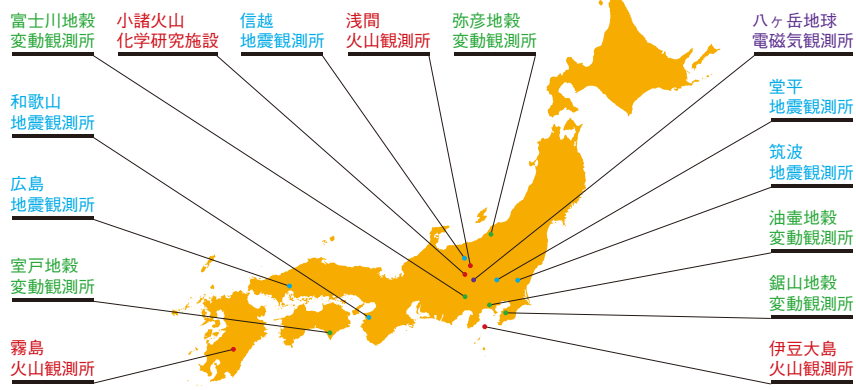 富士川地殻
変動観測所
小諸火山
化学研究施設
信越
地震観測所
浅間
火山観測所
弥彦地殻
変動観測所
八ヶ岳地球
電磁気観測所
和歌山
地震観測所
堂平
地震観測所
筑波
地震観測所
広島
地震観測所
油壷地殻
変動観測所
室戸地殻
変動観測所
鋸山地殻
変動観測所
霧島
火山観測所
伊豆大島
火山観測所